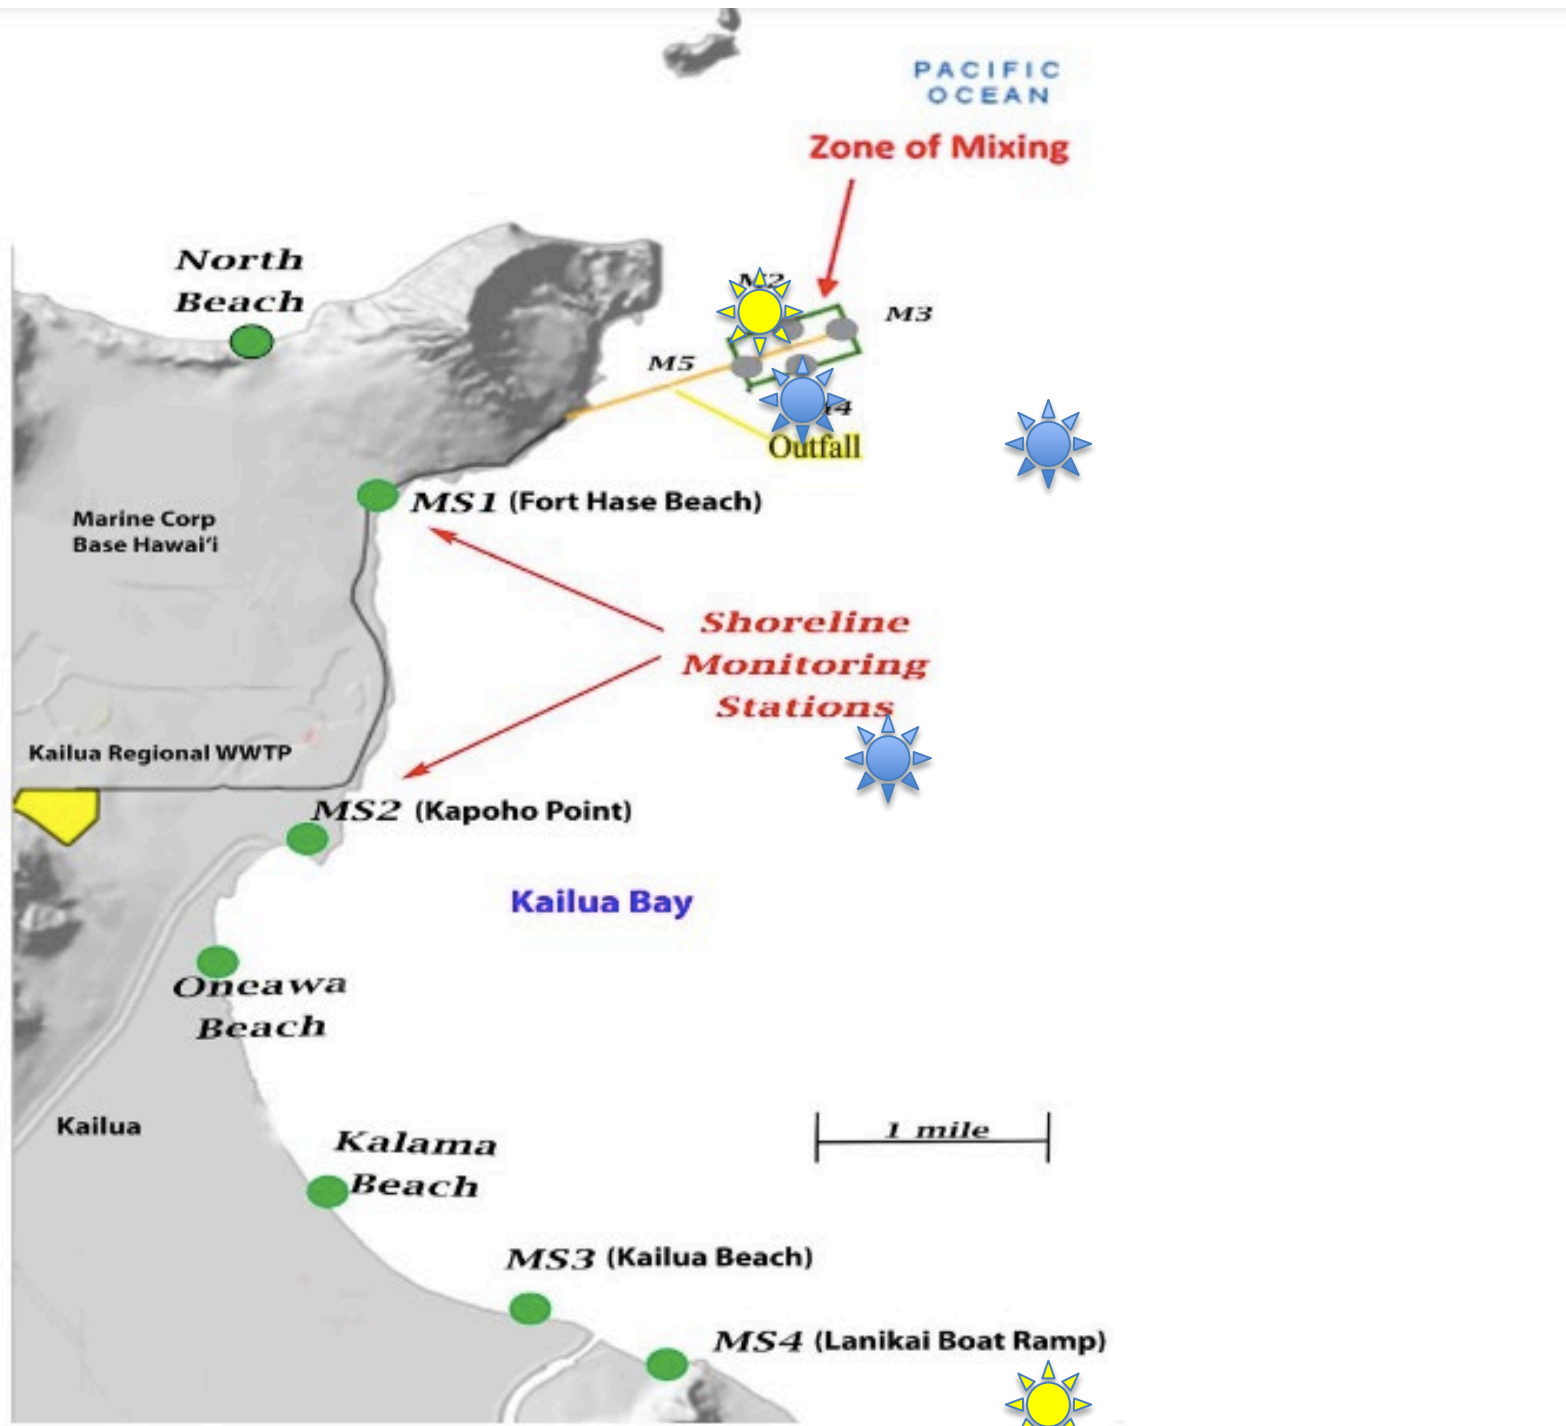 PACIFIC
OCEAN
Zone of Mixing
North
Beach
M2
M3
M5
Outfall
MS1 (Fort Hase Beach)
Marine Corp
Base Hawai‘i
Shoreline
Monitoring
Stations
Kailua Regional WWTP
MS2 (Kapoho Point)
Kailua Bay
Oneawa
Beach
Kailua
1 mile
Kalama
Beach
MS3 (Kailua Beach)
MS4 (Lanikai Boat Ramp)